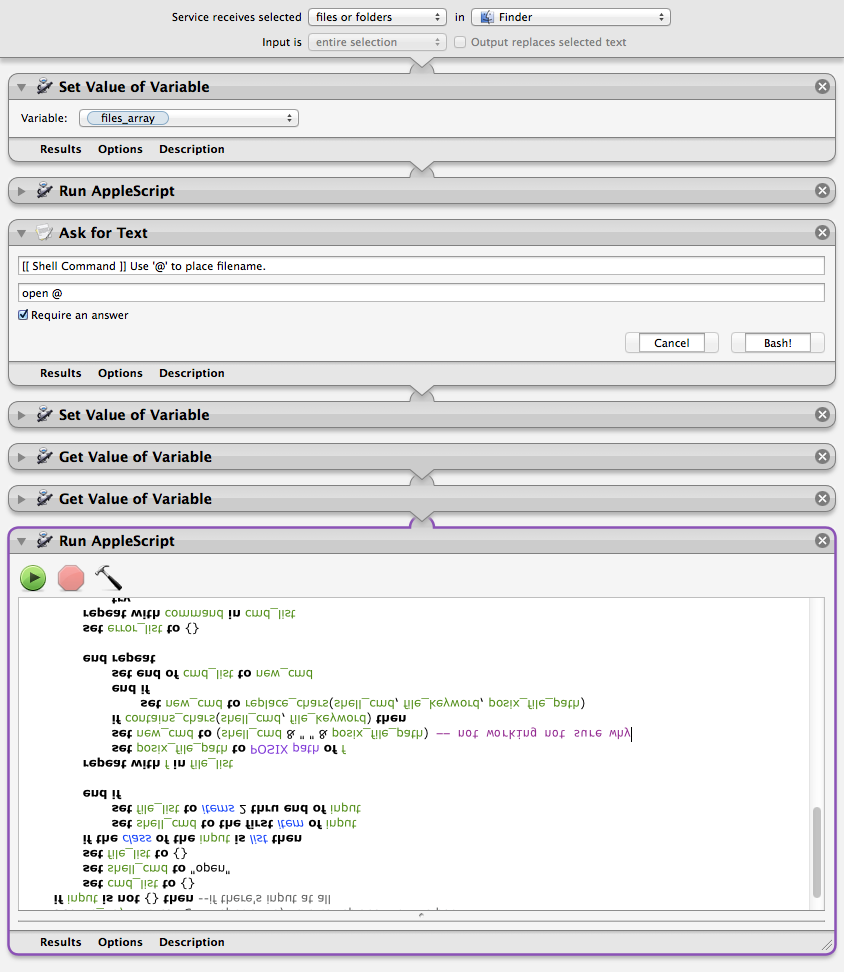 Service receives selected files or folders in Finder
Input is entire selection Output replaces selected text
Set Value of Variable
Variable: files_array
Results Options Description
Run AppleScript
Ask for Text
[[ Shell Command ]] Use '@' to place filename.
open @
Require an answer
Cancel Bash!
Results Options Description
Set Value of Variable
Get Value of Variable
Get Value of Variable
Run AppleScript
if input is not {} then --if there's input at all
set cmd_list to {}
set shell_cmd to "open"
set file_list to {}
if the class of the input is list then
set shell_cmd to the first item of input
set file_list to items 2 thru end of input
end if
repeat with f in file_list
set posix_file_path to POSIX path of f
set new_cmd to (shell_cmd & " " & posix_file_path) -- not working not sure why
if contains_chars(shell_cmd, file_keyword) then
set new_cmd to replace_chars(shell_cmd, file_keyword, posix_file_path)
end if
set end of cmd_list to new_cmd
end repeat
set error_list to {}
repeat with command in cmd_list
try
Results Options Description